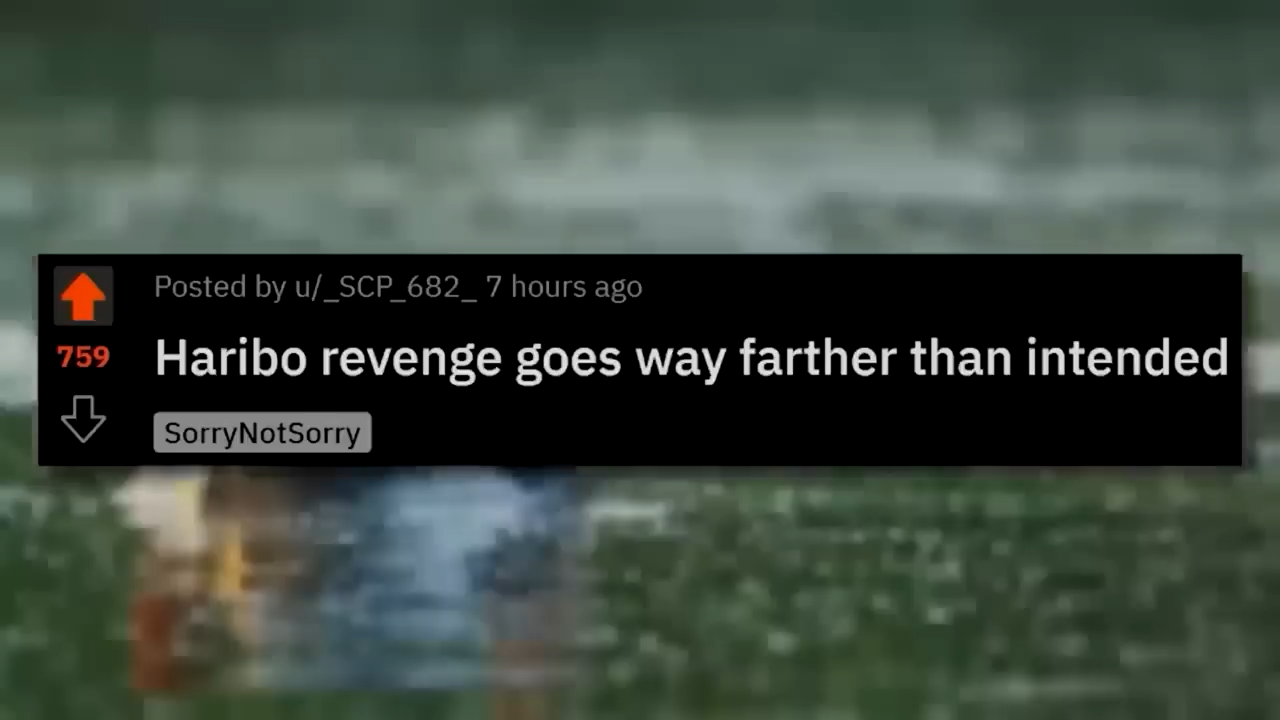 Posted by u/_SCP_682_ 7 hours ago
759
Haribo revenge goes way farther than intended
SorryNotSorry